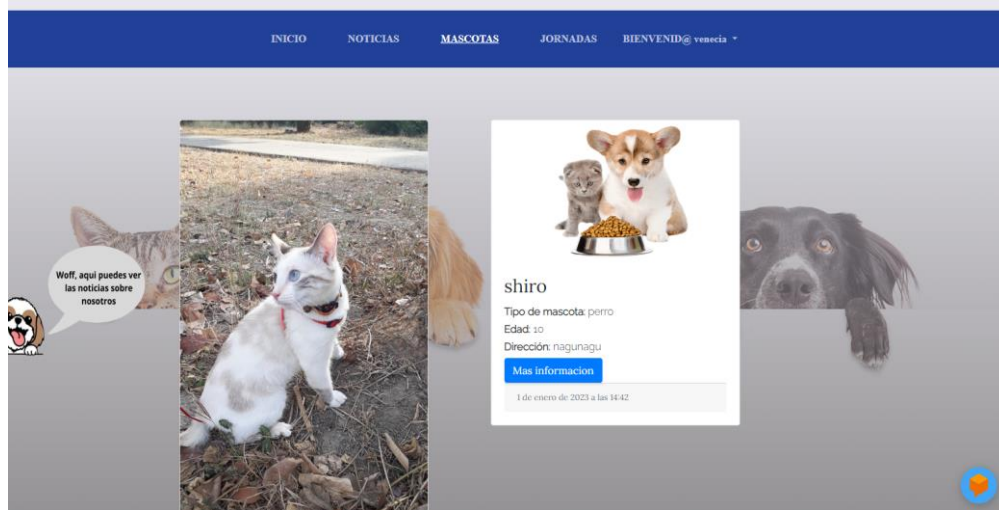 INICIO NOTICIAS MASCOTAS JORNADAS BIENVENID@ venecia
Woff, aqui puedes ver
las noticias sobre
nosotros
shiro
Tipo de mascota: perro
Edad: 10
Dirección: nagunagu
Mas informacion
1 de enero de 2023 a las 14:42